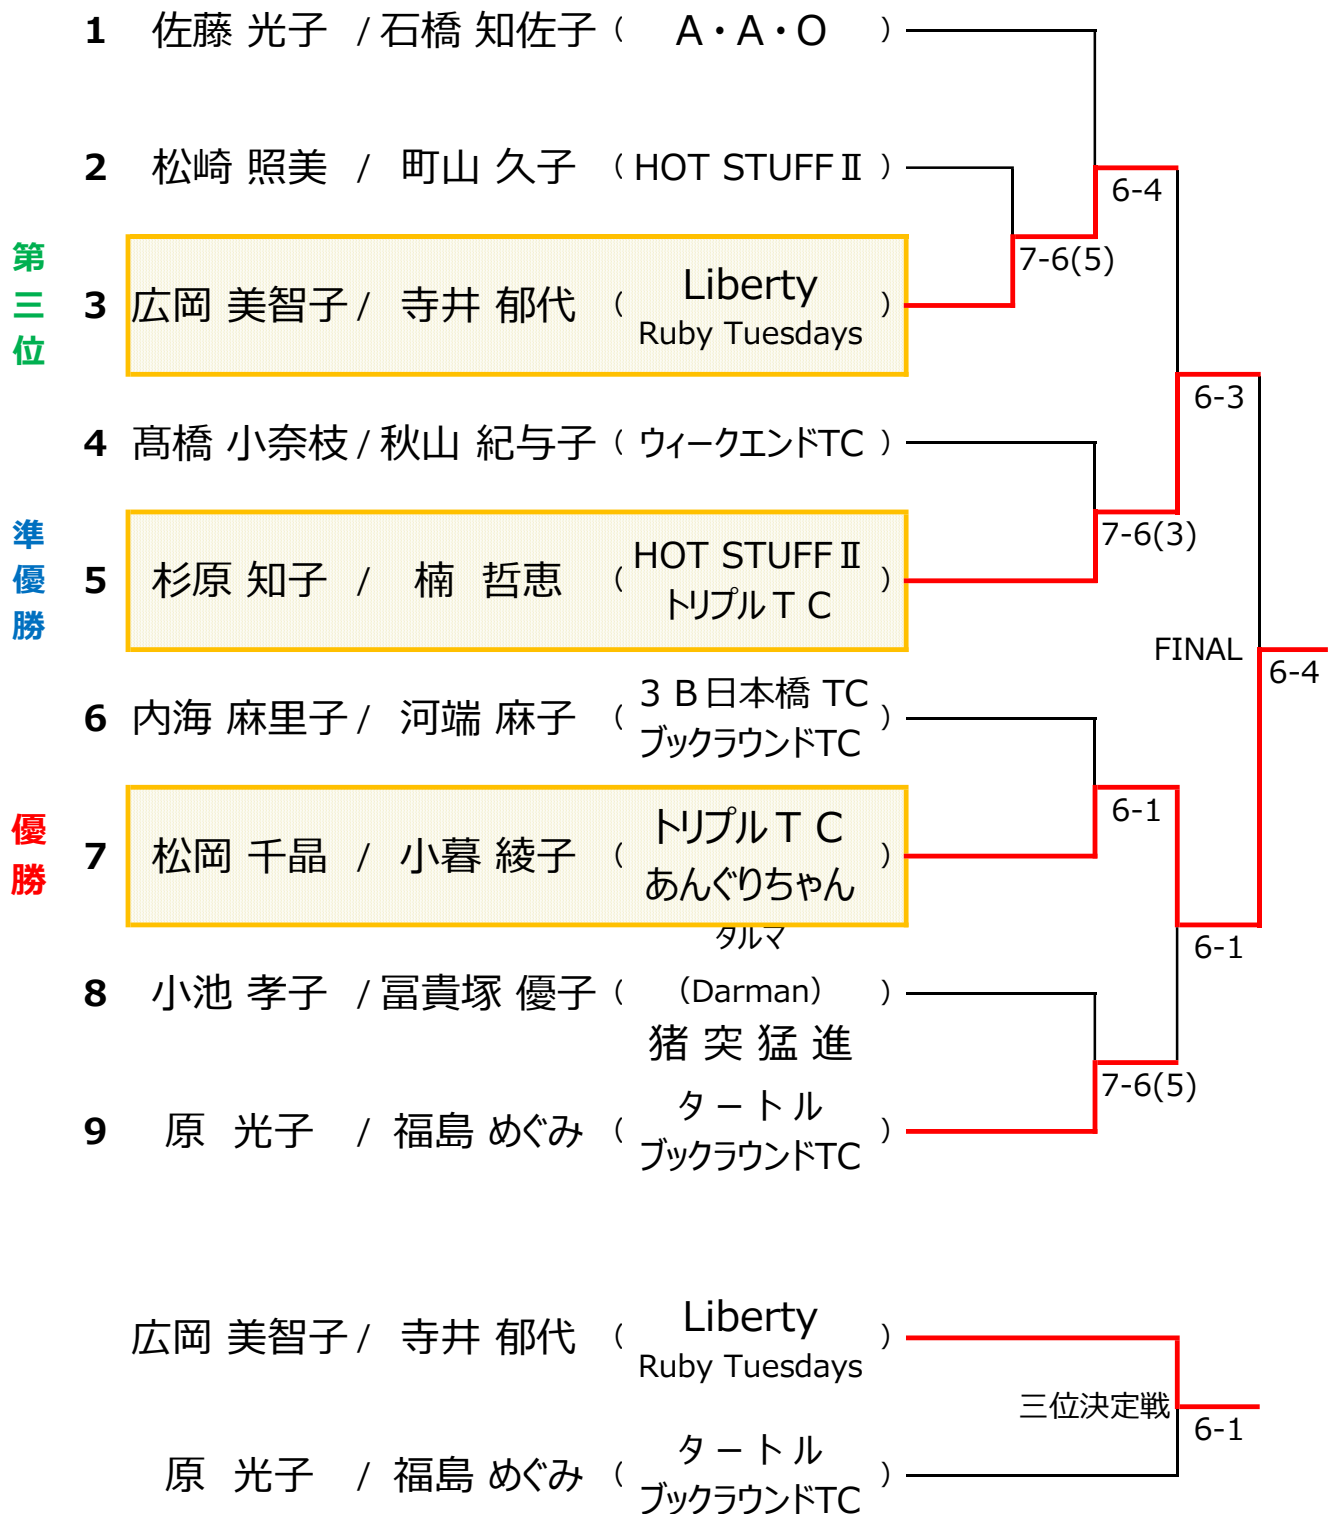 1 佐藤 光子 / 石橋 知佐子 ( A・A・O )
2 松崎 照美 / 町山 久子 ( HOT STUFFⅡ )
6-4
第三位
3 広岡 美智子 / 寺井 郁代 ( Liberty
Ruby Tuesdays )
7-6(5)
6-3
4 髙橋 小奈枝 / 秋山 紀与子 ( ウィークエンドTC )
準優勝
5 杉原 知子 / 楠 哲恵 ( HOT STUFFⅡ
トリプルTC )
7-6(3)
FINAL
6-4
6 内海 麻里子 / 河端 麻子 ( 3B日本橋 TC
ブックラウンドTC )
優勝
7 松岡 千晶 / 小暮 綾子 ( トリプルTC
あんぐりちゃん )
6-1
6-1
8 小池 孝子 / 冨貴塚 優子 ( タルマ
(Darman)
猪突猛進 )
7-6(5)
9 原 光子 / 福島 めぐみ ( タートル
ブックラウンドTC )
広岡 美智子 / 寺井 郁代 ( Liberty
Ruby Tuesdays )
三位決定戦
6-1
原 光子 / 福島 めぐみ ( タートル
ブックラウンドTC )